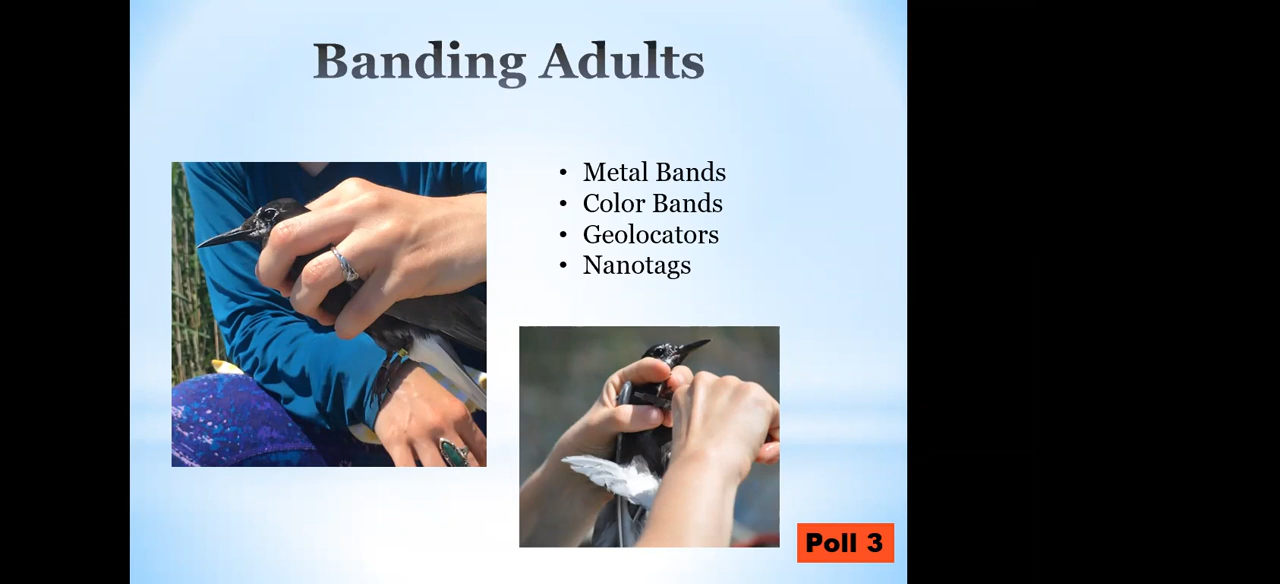 Banding Adults
• Metal Bands
• Color Bands
• Geolocators
• Nanotags
Poll 3